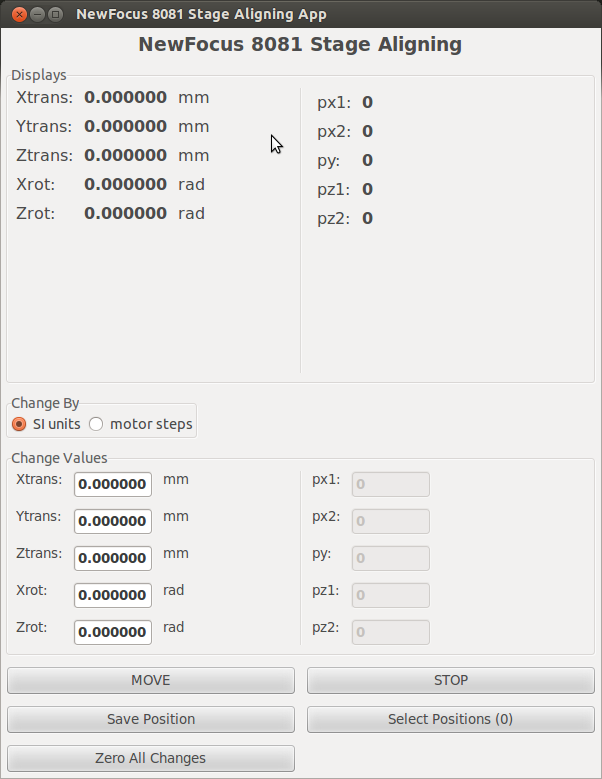 NewFocus 8081 Stage Aligning App
NewFocus 8081 Stage Aligning
Displays
Xtrans: 0.000000 mm
Ytrans: 0.000000 mm
Ztrans: 0.000000 mm
Xrot: 0.000000 rad
Zrot: 0.000000 rad
px1: 0
px2: 0
py: 0
pz1: 0
pz2: 0
Change By
SI units motor steps
Change Values
Xtrans: 0.000000 mm
Ytrans: 0.000000 mm
Ztrans: 0.000000 mm
Xrot: 0.000000 rad
Zrot: 0.000000 rad
px1: 0
px2: 0
py: 0
pz1: 0
pz2: 0
MOVE STOP
Save Position Select Positions (0)
Zero All Changes